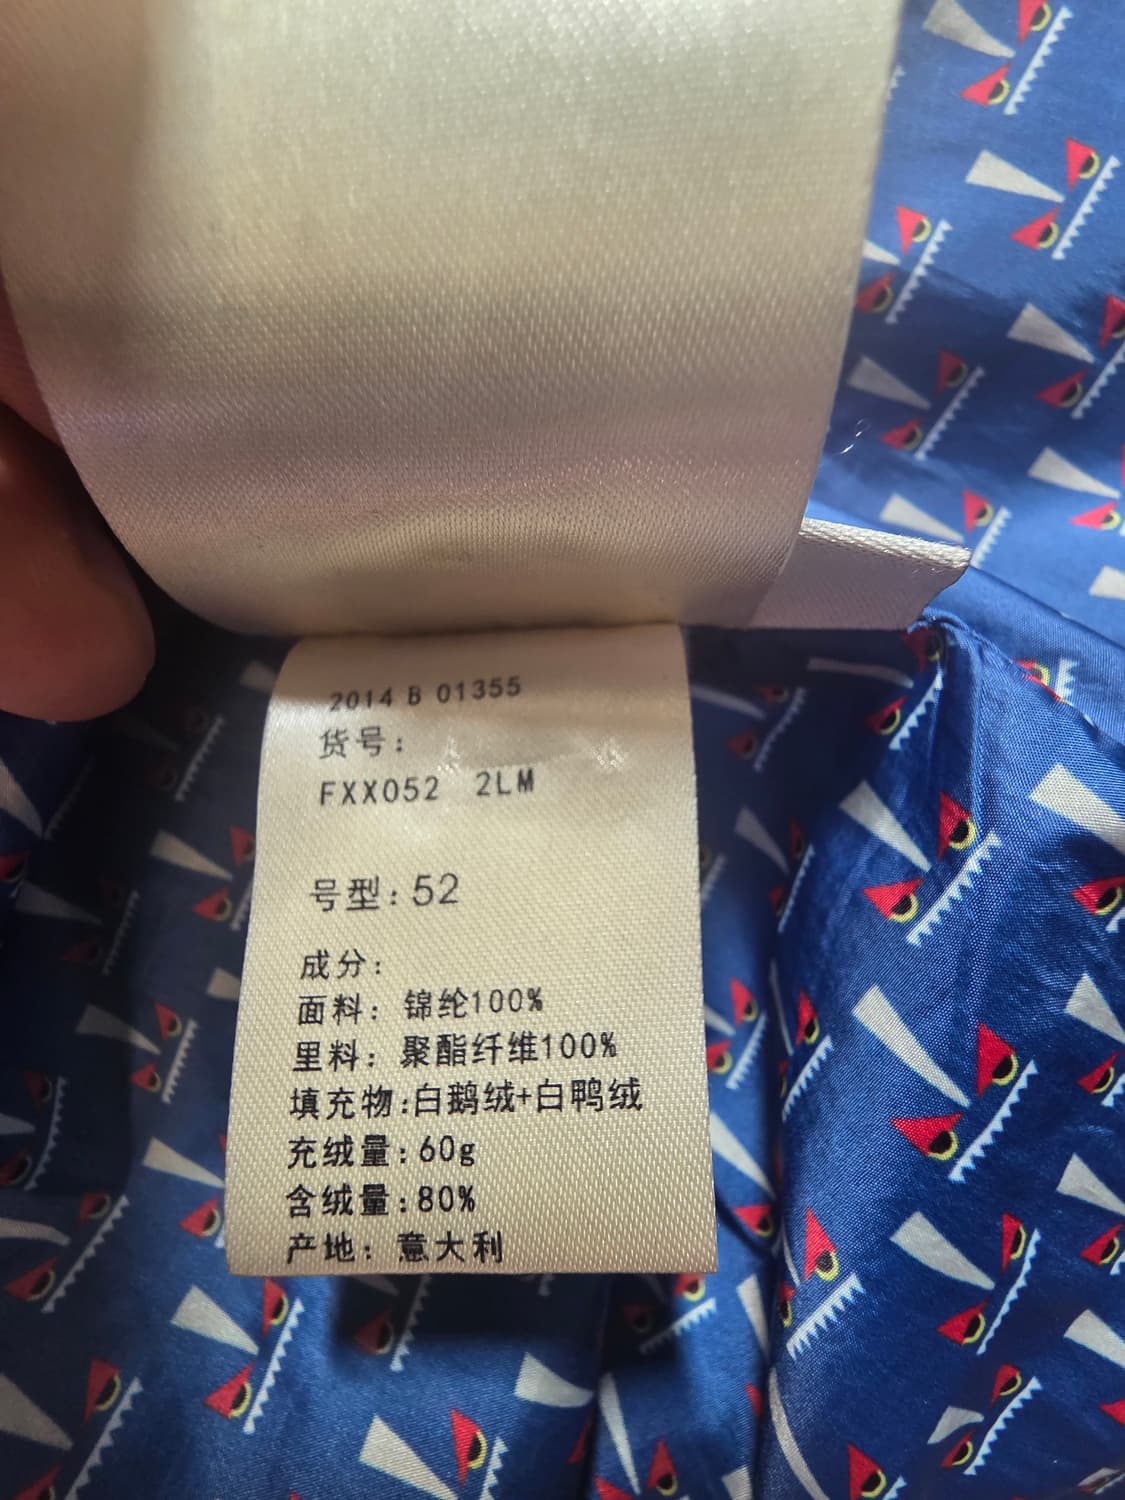 2014 B 01355
货号:
FXX052 2LM
号型:52
成分:
面料: 锦纶100%
里料: 聚酯纤维100%
填充物:白鹅绒+白鸭绒
充绒量:60g
含绒量:80%
产地: 意大利